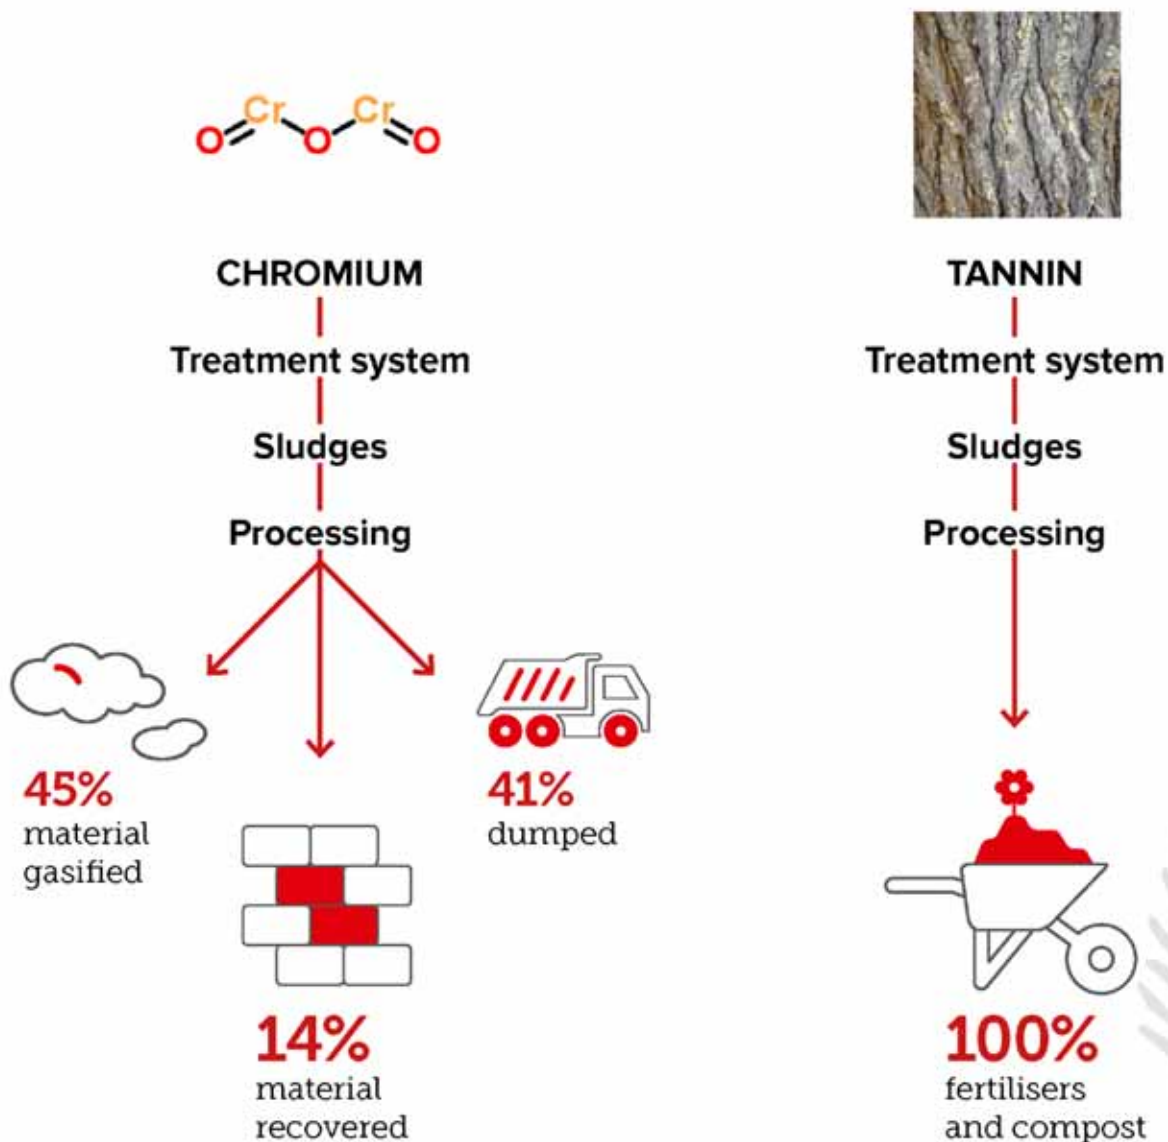 O Cr O Cr O
CHROMIUM
Treatment system
Sludges
Processing
45%
material
gasified
14%
material
recovered
41%
dumped
TANNIN
Treatment system
Sludges
Processing
100%
fertilisers
and compost